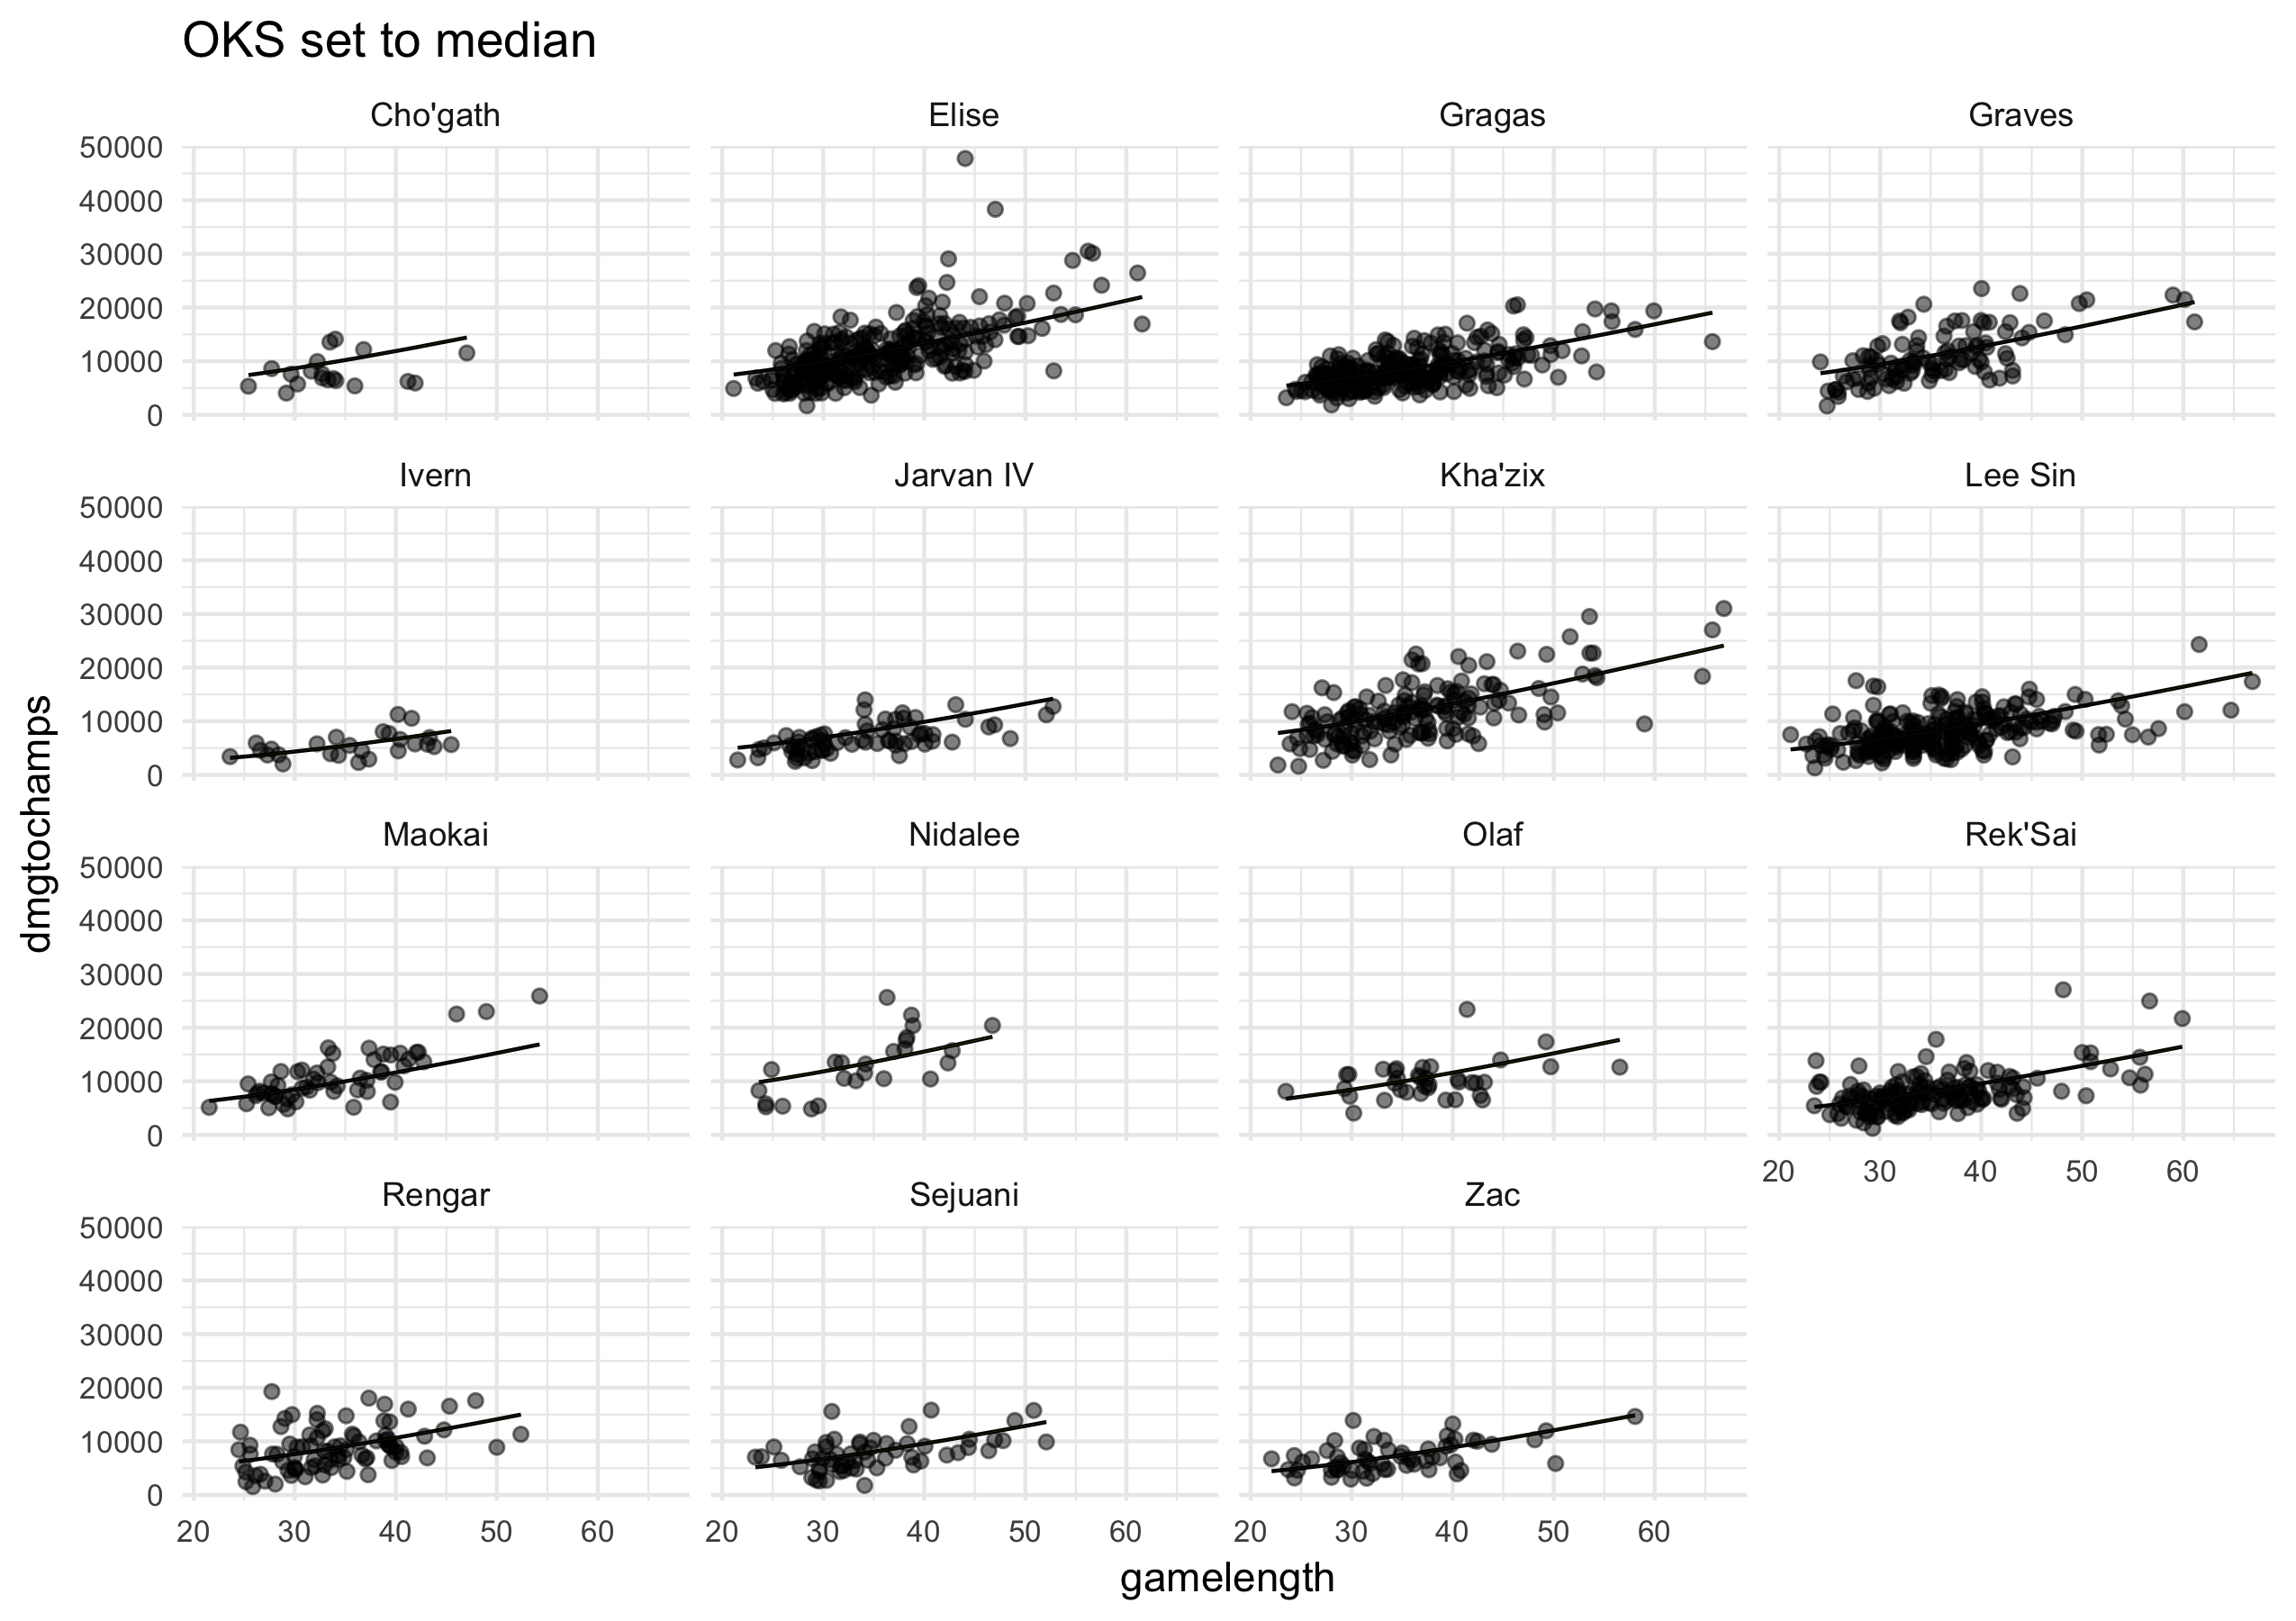 OKS set to median
Cho'gath Elise Gragas Graves
50000
40000
30000
20000
10000
0
Ivern Jarvan IV Kha'zix Lee Sin
50000
40000
30000
20000
10000
0
dmgtochamps
Maokai Nidalee Olaf Rek'Sai
50000
40000
30000
20000
10000
0
20 30 40 50 60
Rengar Sejuani Zac
50000
40000
30000
20000
10000
0
20 30 40 50 60 20 30 40 50 60 20 30 40 50 60
gamelength